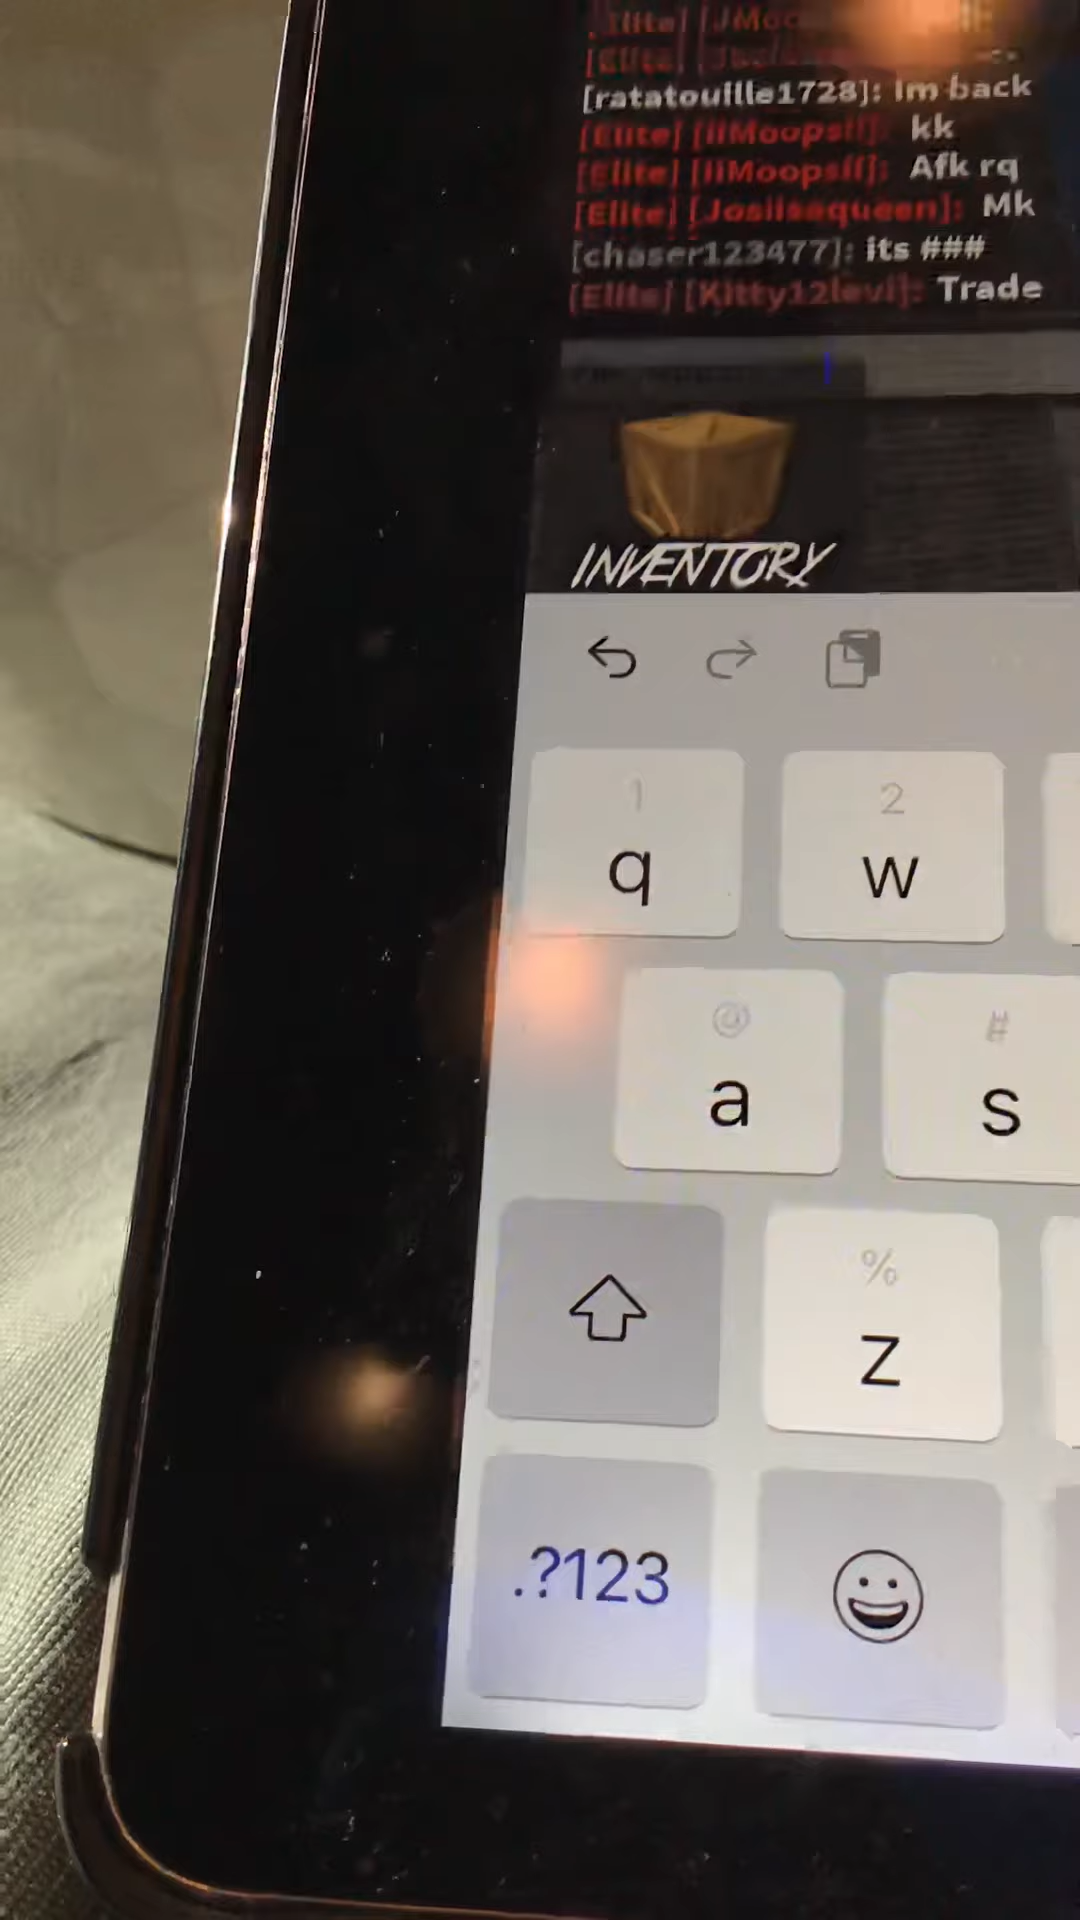 [ratatouille1728]: Im back
[Elite] [IIMoopsII]: kk
[Elite] [IIMoopsII]: Afk rq
[Elite] [Josiisaqueen]: Mk
[chaser123477]: its ###
[Elite] [Kitty12levi]: Trade
INVENTORY
1 2
q w
@ #
a s
%
z
.?123